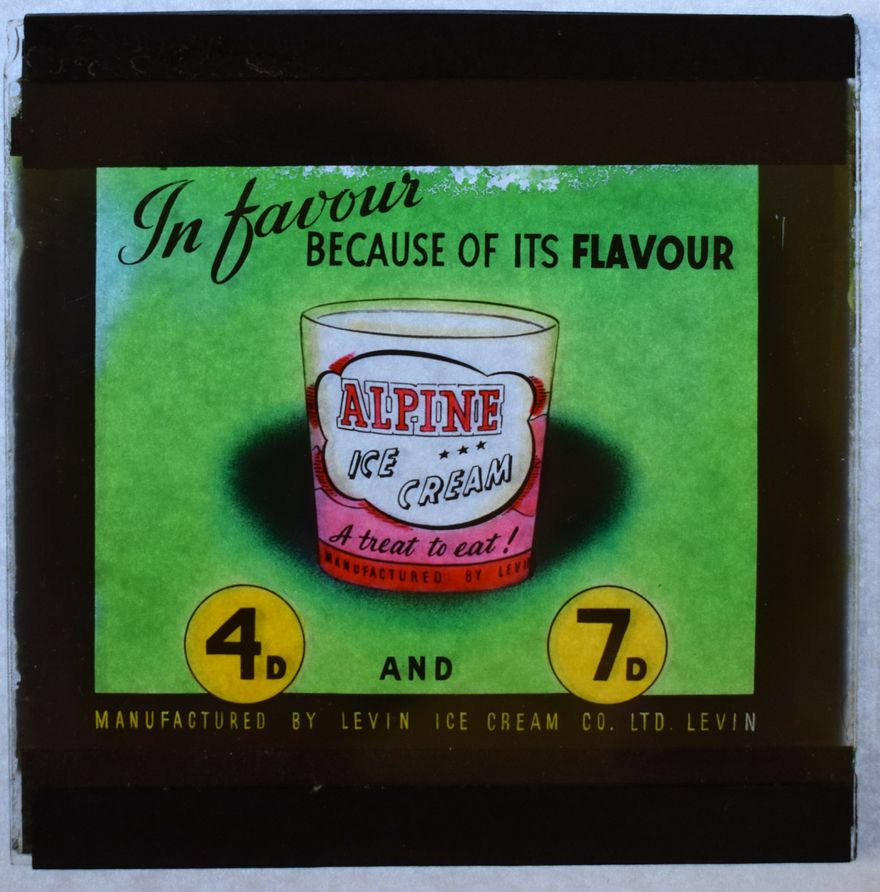 In favour
BECAUSE OF ITS FLAVOUR
ALPINE
ICE
CREAM
A treat to eat!
MANUFACTURED BY LEVI
4D AND 7D
MANUFACTURED BY LEVIN ICE CREAM CO. LTD. LEVIN